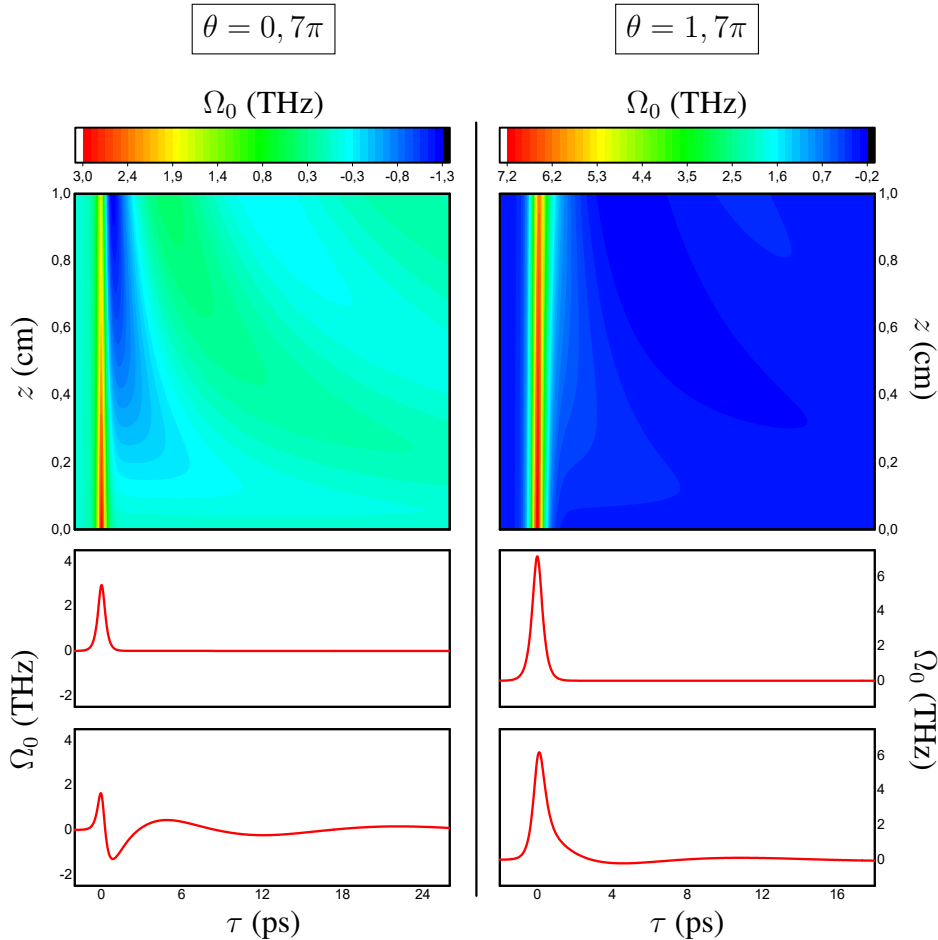 θ = 0, 7π
θ = 1, 7π
Ω₀ (THz)
Ω₀ (THz)
3,0 2,4 1,9 1,4 0,8 0,3 -0,3 -0,8 -1,3
7,2 6,2 5,3 4,4 3,5 2,5 1,6 0,7 -0,2
1,0
0,8
0,6
0,4
0,2
0,0
z (cm)
1,0
0,8
0,6
0,4
0,2
0,0
z (cm)
4
2
0
-2
4
2
0
-2
Ω₀ (THz)
6
4
2
0
6
4
2
0
Ω₀ (THz)
0 6 12 18 24
0 4 8 12 16
τ (ps)
τ (ps)